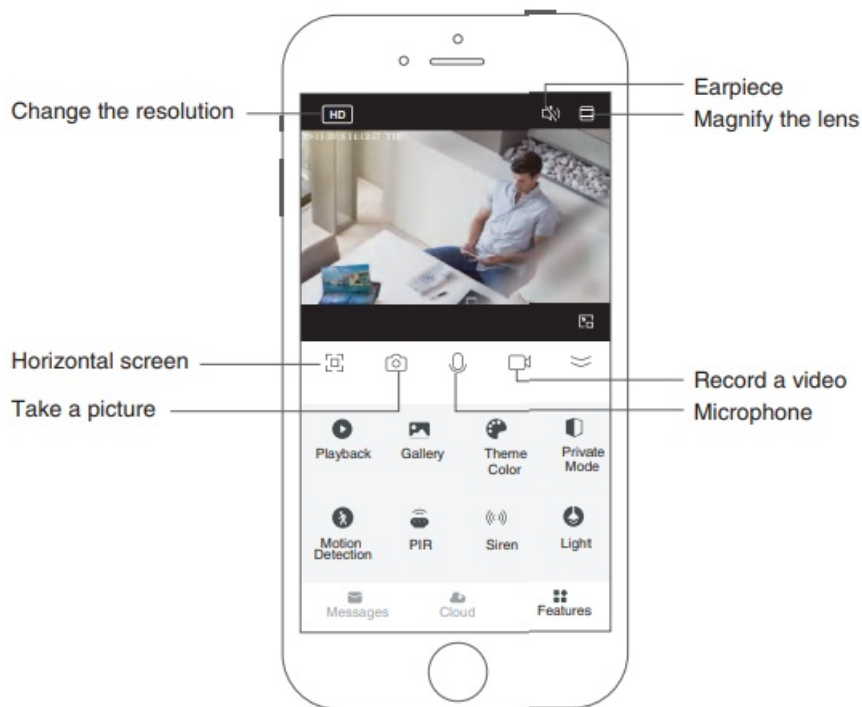 Earpiece
Change the resolution
HD
Magnify the lens
Horizontal screen
Record a video
Take a picture
Microphone
Playback
Gallery
Theme
Color
Private
Mode
Motion
Detection
PIR
Siren
Light
Messages
Cloud
Features